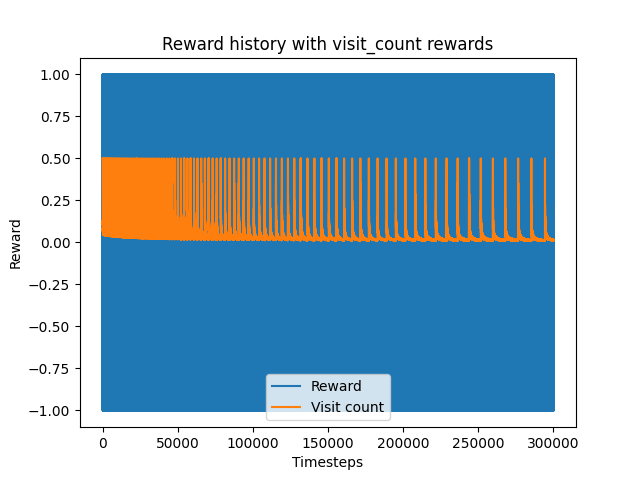 Reward history with visit_count rewards
1.00
0.75
0.50
0.25
0.00
−0.25
−0.50
−0.75
−1.00
Reward
Reward
Visit count
0 50000 100000 150000 200000 250000 300000
Timesteps